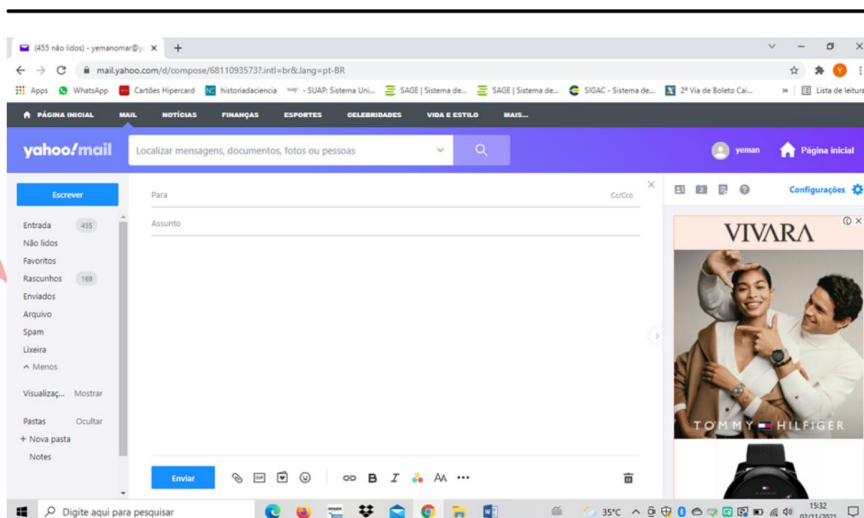 (455 não lidos) - yemanomar@y
mail.yahoo.com/d/compose/6811093573?.intl=br&.lang=pt-BR
Apps WhatsApp Cartões Hipercard historiadaciencia - SUAP: Sistema Uni... SAGE | Sistema de... SAGE | Sistema de... SIGAC - Sistema de... 2ª Via de Boleto Cai... » Lista de leitura
PÁGINA INICIAL MAIL NOTÍCIAS FINANÇAS ESPORTES CELEBRIDADES VIDA E ESTILO MAIS...
yahoo!mail Localizar mensagens, documentos, fotos ou pessoas yeman Página inicial
Escrever Para Cc/Cco Configurações
Entrada 455 Assunto
Não lidos
Favoritos
Rascunhos 169
Enviados
Arquivo
Spam
Lixeira
Menos
Visualizaç... Mostrar
Pastas Ocultar
+ Nova pasta
Notes
Enviar GIF B I AA
VIVARA
TOMMY HILFIGER
Digite aqui para pesquisar 35°C 15:32
02/11/2021